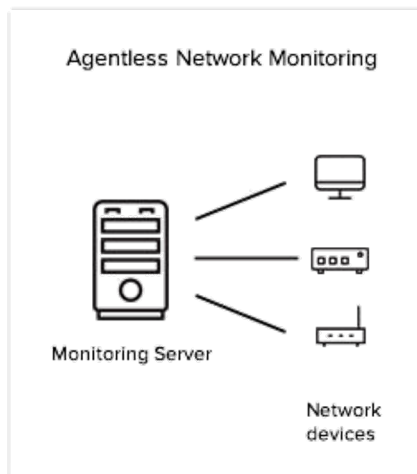 Agentless Network Monitoring
Monitoring Server
Network
devices